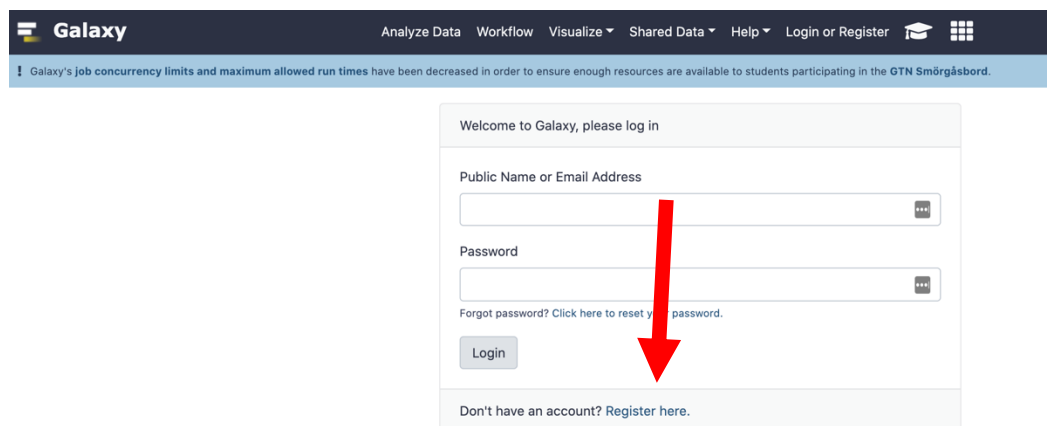 Galaxy Analyze Data Workflow Visualize Shared Data Help Login or Register
! Galaxy's job concurrency limits and maximum allowed run times have been decreased in order to ensure enough resources are available to students participating in the GTN Smörgåsbord.
Welcome to Galaxy, please log in
Public Name or Email Address
Password
Forgot password? Click here to reset your password.
Login
Don't have an account? Register here.